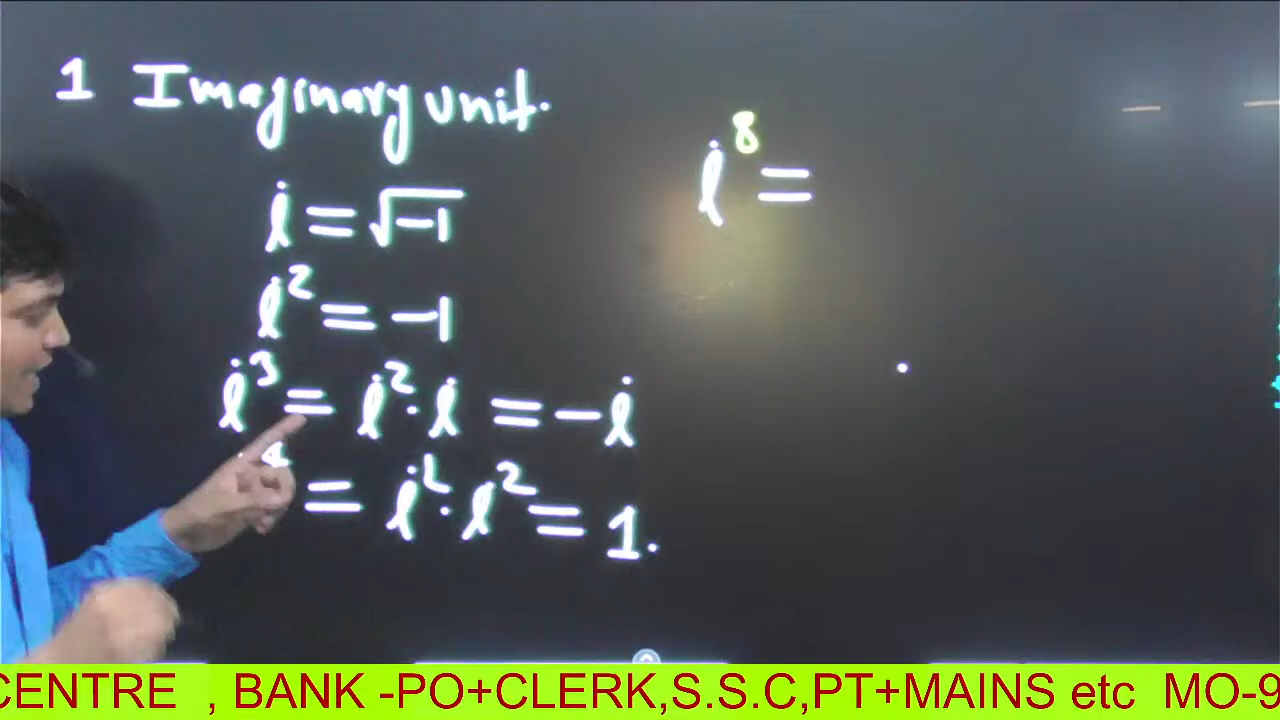 1 Imaginary unit.
i = √-1
i² = -1
i³ = i²·i = -i
⁴ = i²·i² = 1.
i⁸ =
CENTRE , BANK -PO+CLERK,S.S.C,PT+MAINS etc MO-9